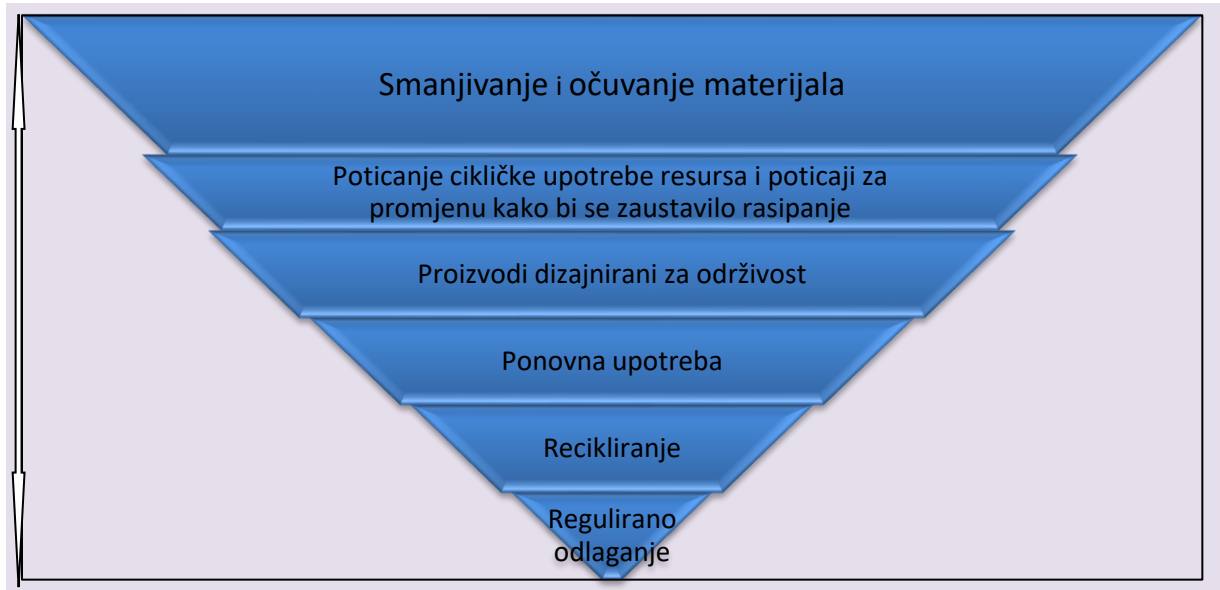 Smanjivanje i očuvanje materijala
Poticanje cikličke upotrebe resursa i poticaji za
promjenu kako bi se zaustavilo rasipanje
Proizvodi dizajnirani za održivost
Ponovna upotreba
Recikliranje
Regulirano
odlaganje